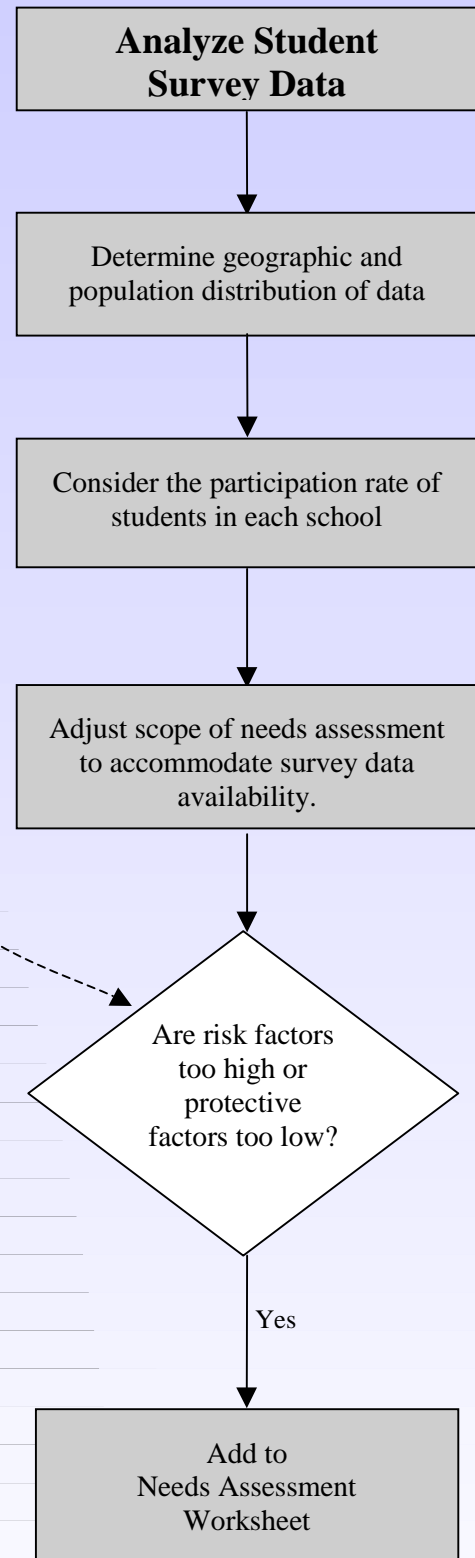 Analyze Student
Survey Data
Determine geographic and
population distribution of data
Consider the participation rate of
students in each school
Adjust scope of needs assessment
to accommodate survey data
availability.
Are risk factors
too high or
protective
factors too low?
Yes
Add to
Needs Assessment
Worksheet